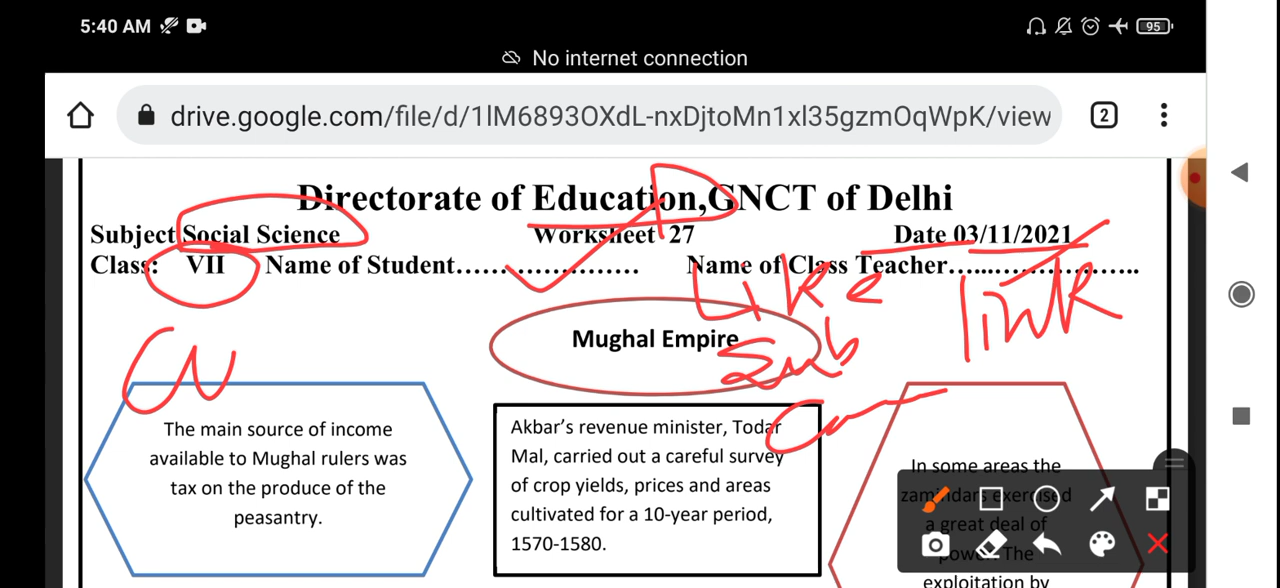 5:40 AM
95
No internet connection
drive.google.com/file/d/1lM6893OXdL-nxDjtoMn1xl35gzmOqWpK/view
2
Directorate of Education,GNCT of Delhi
Subject Social Science Worksheet 27 Date 03/11/2021
Class: VII Name of Student…………………… Name of Class Teacher…...……………..
Like
link
Mughal Empire
Sub
The main source of income
available to Mughal rulers was
tax on the produce of the
peasantry.
Akbar's revenue minister, Todar
Mal, carried out a careful survey
of crop yields, prices and areas
cultivated for a 10-year period,
1570-1580.
In some areas the
zamindars exercised
a great deal of
power. The
exploitation by